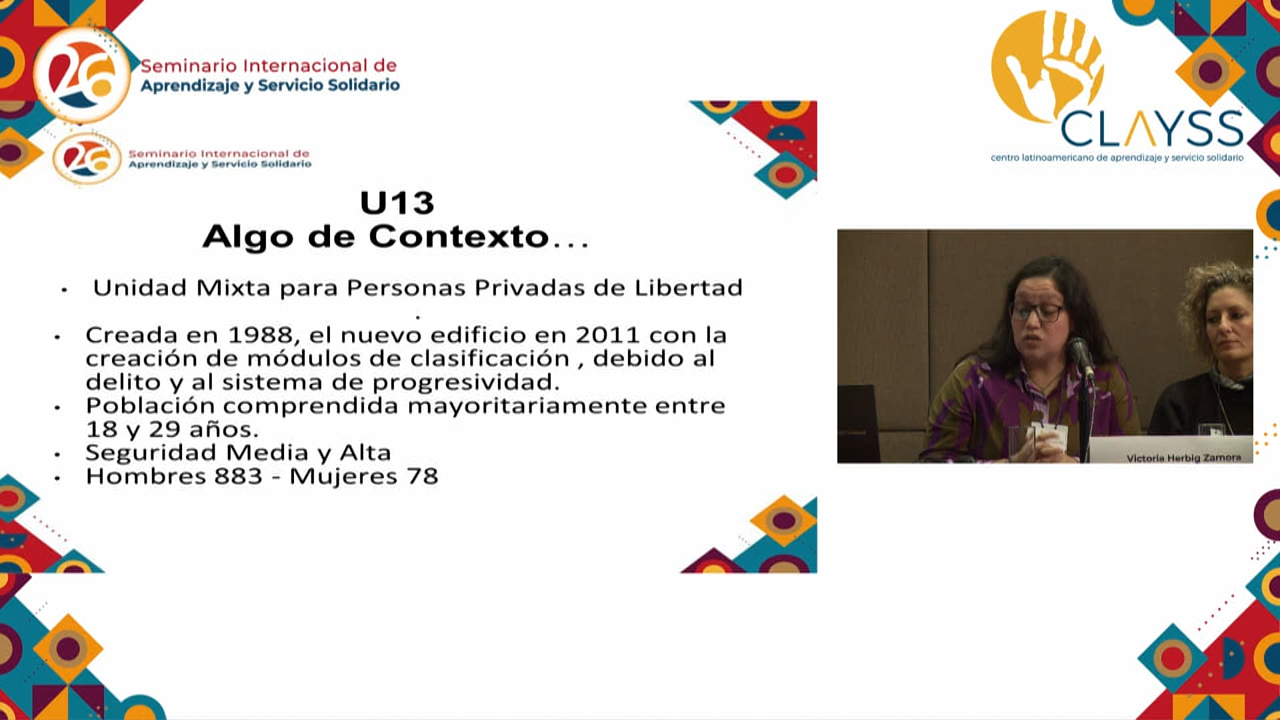 26
Seminario Internacional de
Aprendizaje y Servicio Solidario
CLAYSS
centro latinoamericano de aprendizaje y servicio solidario
26
Seminario Internacional de
Aprendizaje y Servicio Solidario
U13
Algo de Contexto...
• Unidad Mixta para Personas Privadas de Libertad
.
• Creada en 1988, el nuevo edificio en 2011 con la
creación de módulos de clasificación , debido al
delito y al sistema de progresividad.
• Población comprendida mayoritariamente entre
18 y 29 años.
• Seguridad Media y Alta
• Hombres 883 - Mujeres 78
Victoria Herbig Zamora